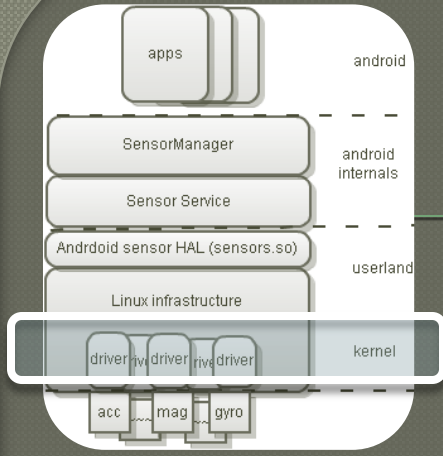 apps
android
SensorManager
android
internals
Sensor Service
Andrdoid sensor HAL (sensors.so)
userland
Linux infrastructure
driver driver driver
kernel
acc ~~~ mag ~~ gyro